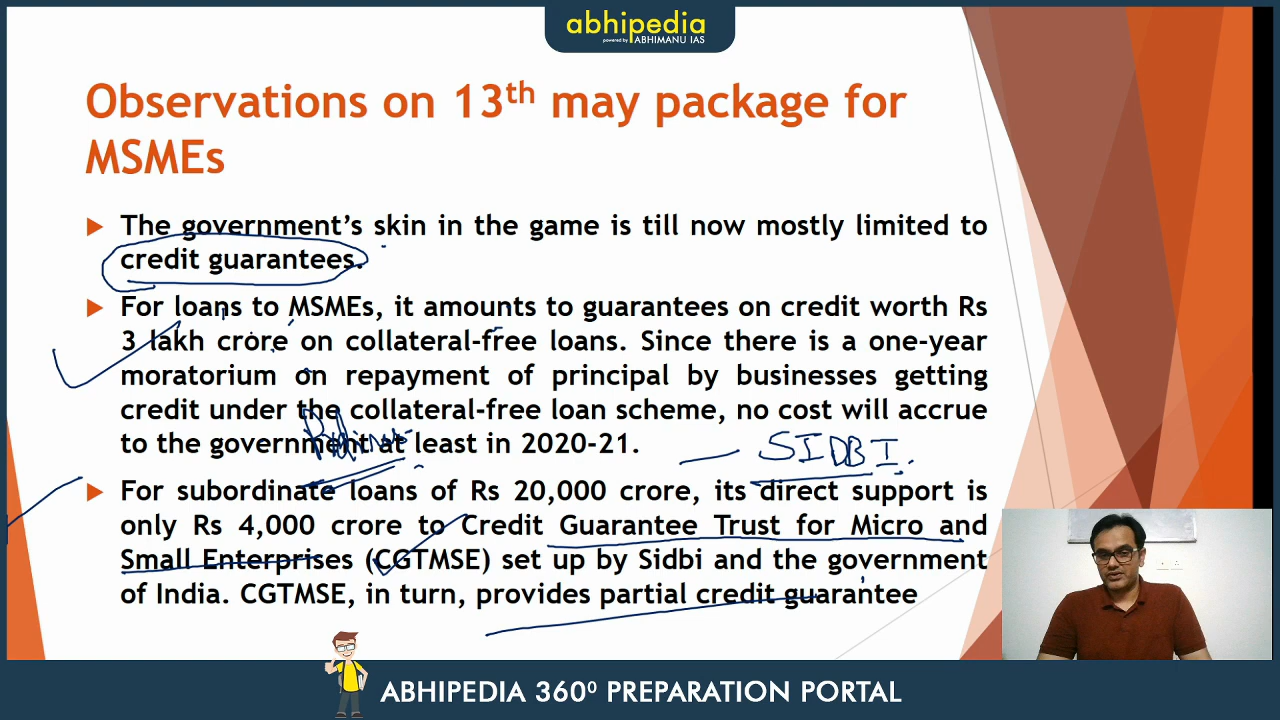 abhipedia
powered by ABHIMANU IAS
Observations on 13th may package for
MSMEs
The government's skin in the game is till now mostly limited to
credit guarantees.
For loans to MSMEs, it amounts to guarantees on credit worth Rs
3 lakh crore on collateral-free loans. Since there is a one-year
moratorium on repayment of principal by businesses getting
credit under the collateral-free loan scheme, no cost will accrue
to the government at least in 2020-21.
SIDBI
For subordinate loans of Rs 20,000 crore, its direct support is
only Rs 4,000 crore to Credit Guarantee Trust for Micro and
Small Enterprises (CGTMSE) set up by Sidbi and the government
of India. CGTMSE, in turn, provides partial credit guarantee
ABHIPEDIA 360⁰ PREPARATION PORTAL